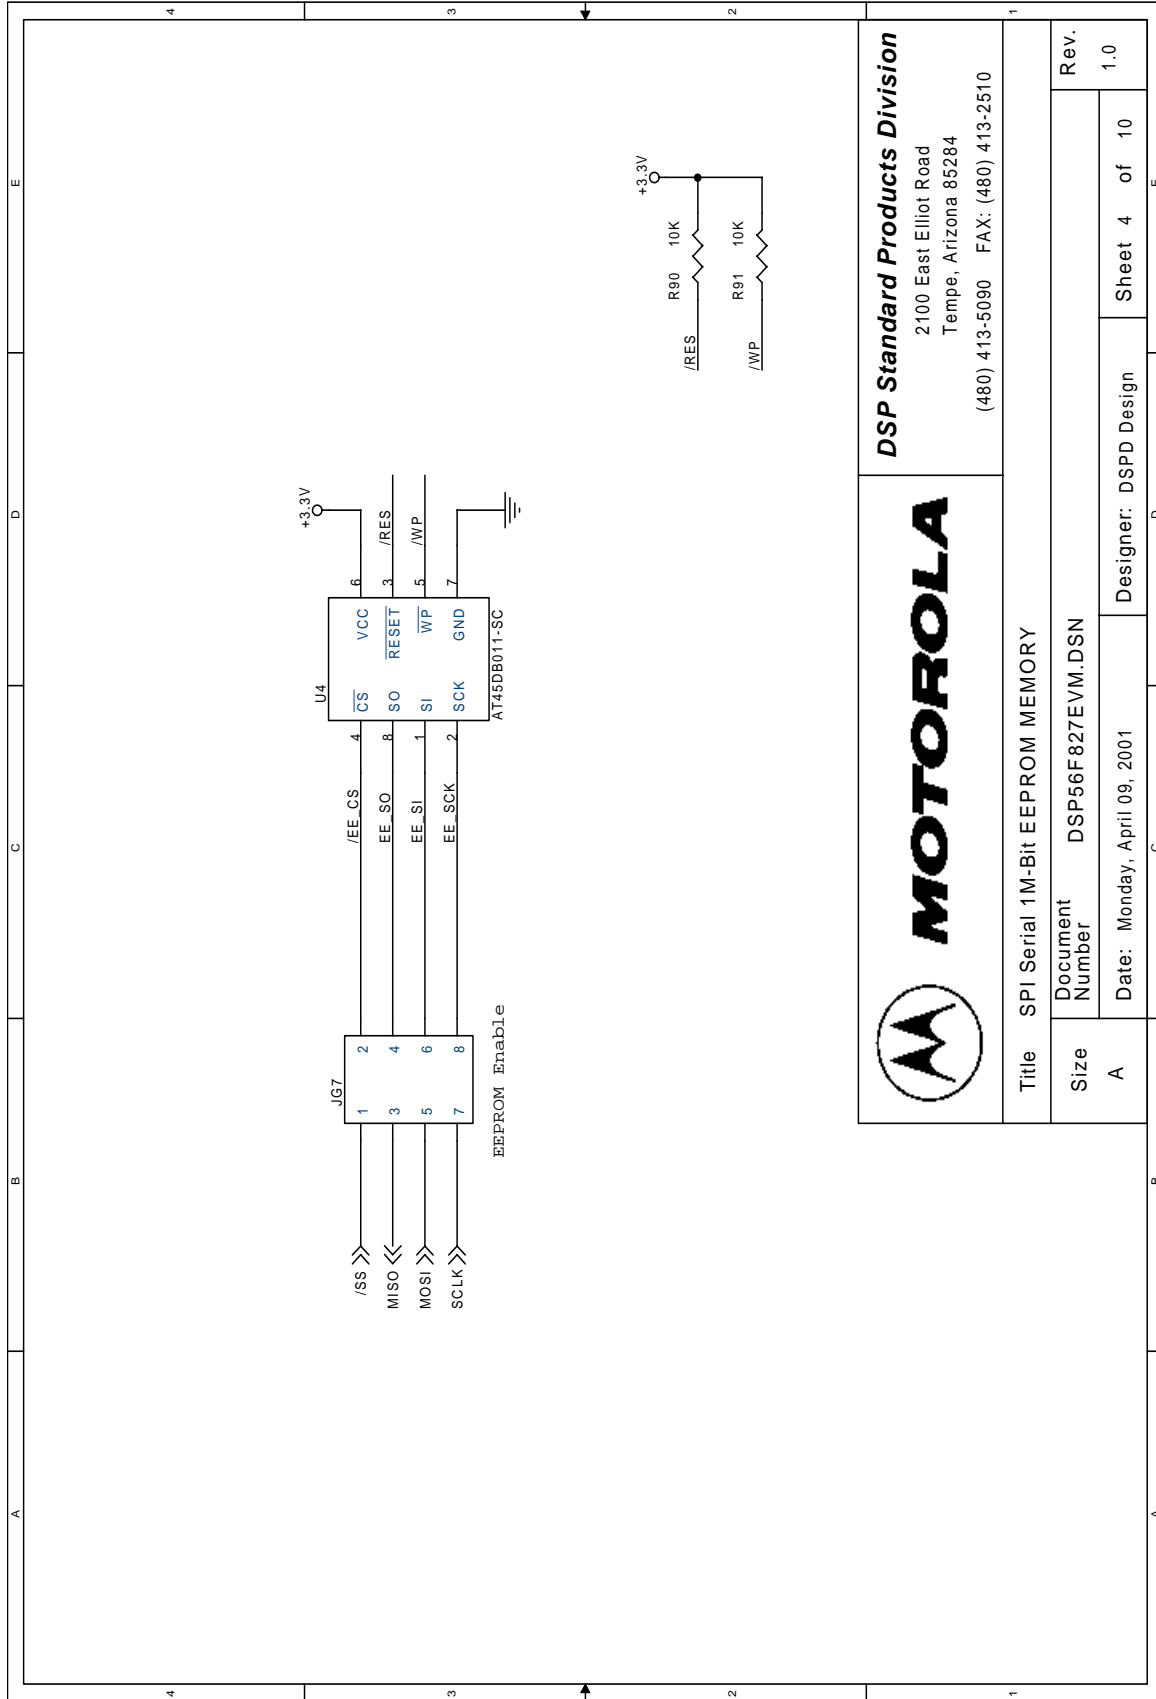 A B C D E
4 4
3 3
2 2
1 1
A B C D E
JG7
/SS 1 2 /EE_CS
MISO 3 4 EE_SO
MOSI 5 6 EE_SI
SCLK 7 8 EE_SCK
EEPROM Enable
U4
4 CS VCC 6 +3.3V
8 SO RESET 3 /RES
1 SI WP 5 /WP
2 SCK GND 7
AT45DB011-SC
+3.3V
/RES R90 10K
/WP R91 10K
MOTOROLA
DSP Standard Products Division
2100 East Elliot Road
Tempe, Arizona 85284
(480) 413-5090 FAX: (480) 413-2510
Title SPI Serial 1M-Bit EEPROM MEMORY
Size A
Document Number DSP56F827EVM.DSN
Rev. 1.0
Date: Monday, April 09, 2001
Designer: DSPD Design
Sheet 4 of 10